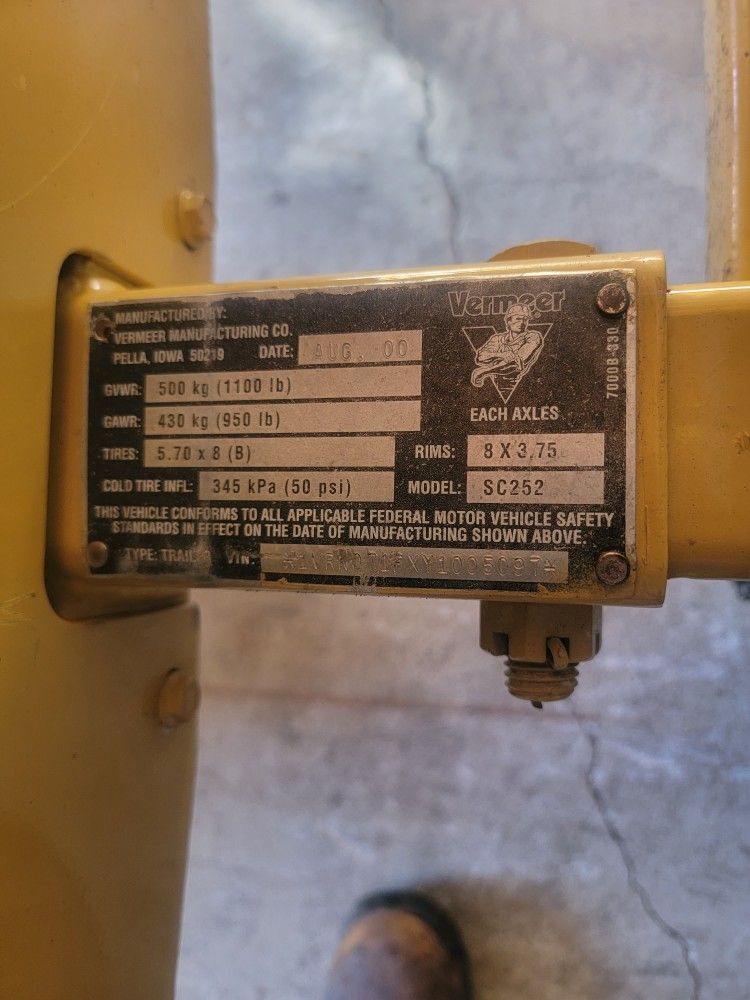 MANUFACTURED BY:
VERMEER MANUFACTURING CO.
PELLA, IOWA 50219 DATE: AUG. 00
Vermeer
EACH AXLES
7000B-S30
GVWR: 500 kg (1100 lb)
GAWR: 430 kg (950 lb)
TIRES: 5.70 x 8 (B) RIMS: 8 X 3.75
COLD TIRE INFL: 345 kPa (50 psi) MODEL: SC252
THIS VEHICLE CONFORMS TO ALL APPLICABLE FEDERAL MOTOR VEHICLE SAFETY
STANDARDS IN EFFECT ON THE DATE OF MANUFACTURING SHOWN ABOVE.
TYPE: VIN: